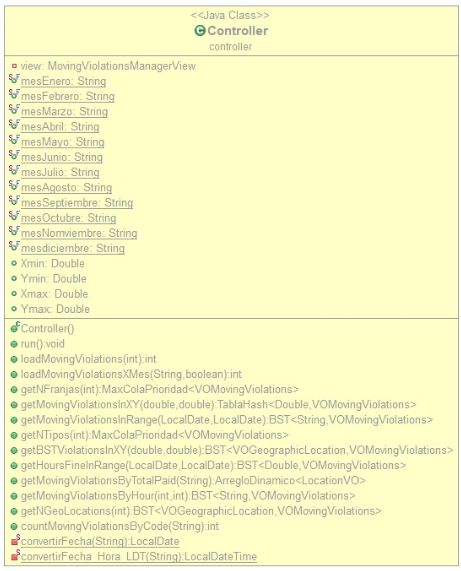 <<Java Class>>
Controller
controller
view: MovingViolationsManagerView
mesEnero: String
mesFebrero: String
mesMarzo: String
mesAbril: String
mesMayo: String
mesJunio: String
mesJulio: String
mesAgosto: String
mesSeptiembre: String
mesOctubre: String
mesNomviembre: String
mesdiciembre: String
Xmin: Double
Ymin: Double
Xmax: Double
Ymax: Double
Controller()
run():void
loadMovingViolations(int):int
loadMovingViolationsXMes(String,boolean):int
getNFranjas(int):MaxColaPrioridad<VOMovingViolations>
getMovingViolationsInXY(double,double):TablaHash<Double,VOMovingViolations>
getMovingViolationsInRange(LocalDate,LocalDate):BST<String,VOMovingViolations>
getNTipos(int):MaxColaPrioridad<VOMovingViolations>
getBSTViolationsInXY(double,double):BST<VOGeographicLocation,VOMovingViolations>
getHoursFineInRange(LocalDate,LocalDate):BST<Double,VOMovingViolations>
getMovingViolationsByTotalPaid(String):ArregloDinamico<LocationVO>
getMovingViolationsByHour(int,int):BST<String,VOMovingViolations>
getNGeoLocations(int):BST<VOGeographicLocation,VOMovingViolations>
countMovingViolationsByCode(String):int
convertirFecha(String):LocalDate
convertirFecha_Hora_LDT(String):LocalDateTime